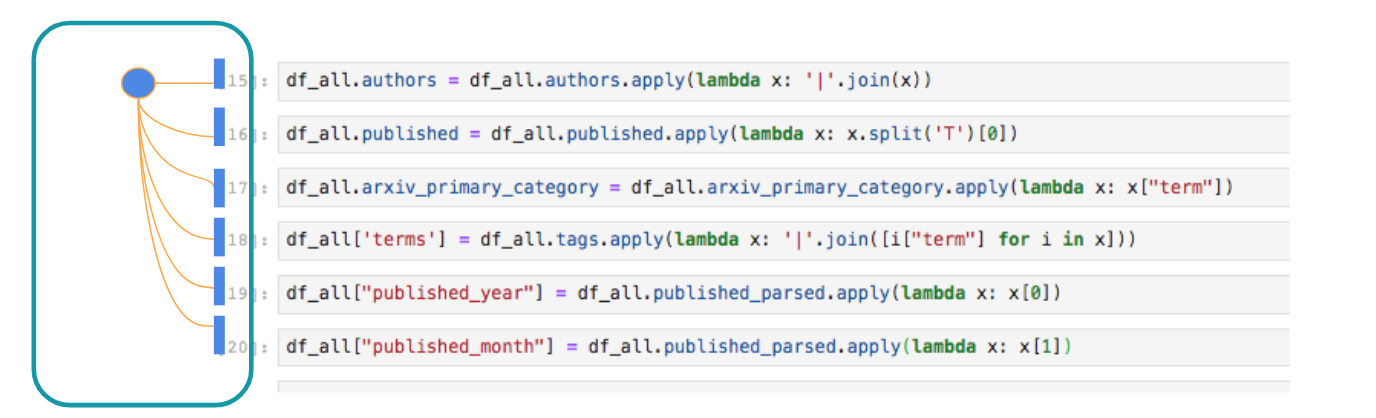 15]: df_all.authors = df_all.authors.apply(lambda x: '|'.join(x))
16]: df_all.published = df_all.published.apply(lambda x: x.split('T')[0])
17]: df_all.arxiv_primary_category = df_all.arxiv_primary_category.apply(lambda x: x["term"])
18]: df_all['terms'] = df_all.tags.apply(lambda x: '|'.join([i["term"] for i in x]))
19]: df_all["published_year"] = df_all.published_parsed.apply(lambda x: x[0])
20]: df_all["published_month"] = df_all.published_parsed.apply(lambda x: x[1])